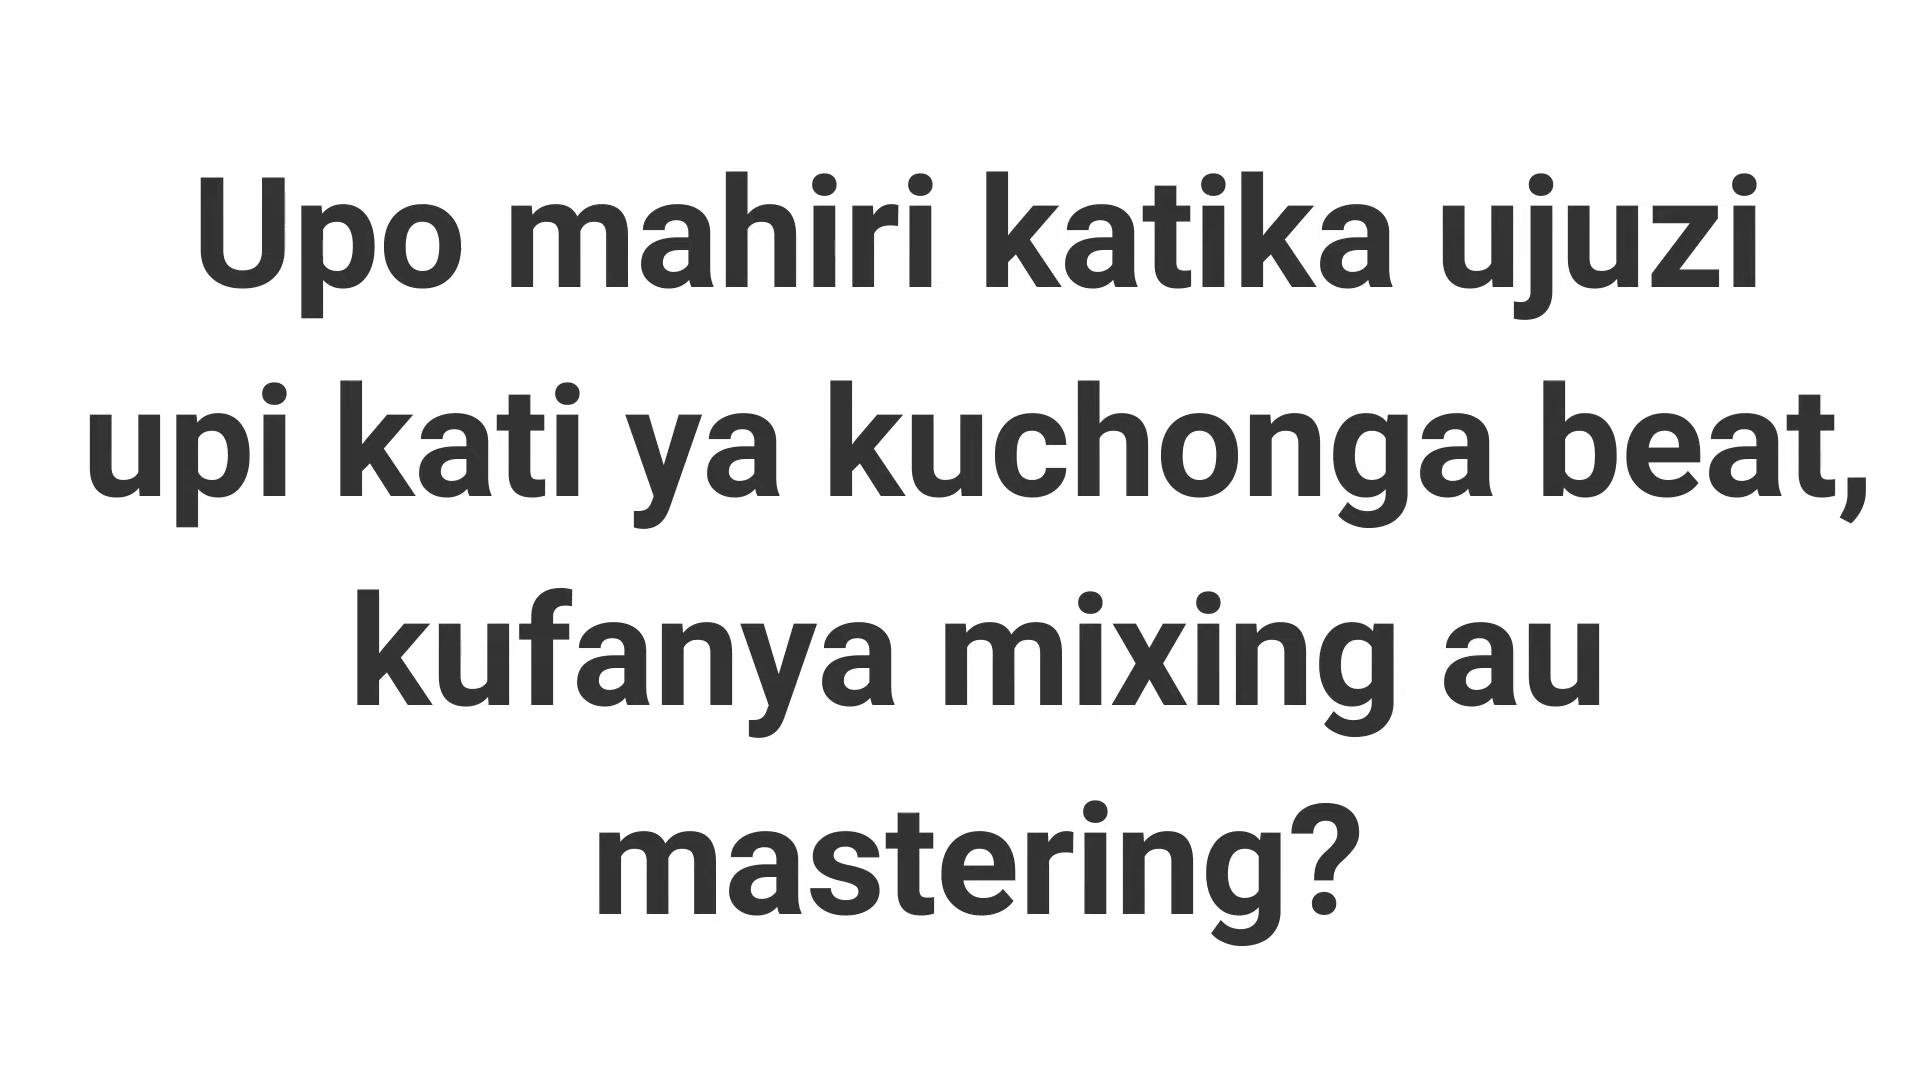 Upo mahiri katika ujuzi
upi kati ya kuchonga beat,
kufanya mixing au
mastering?